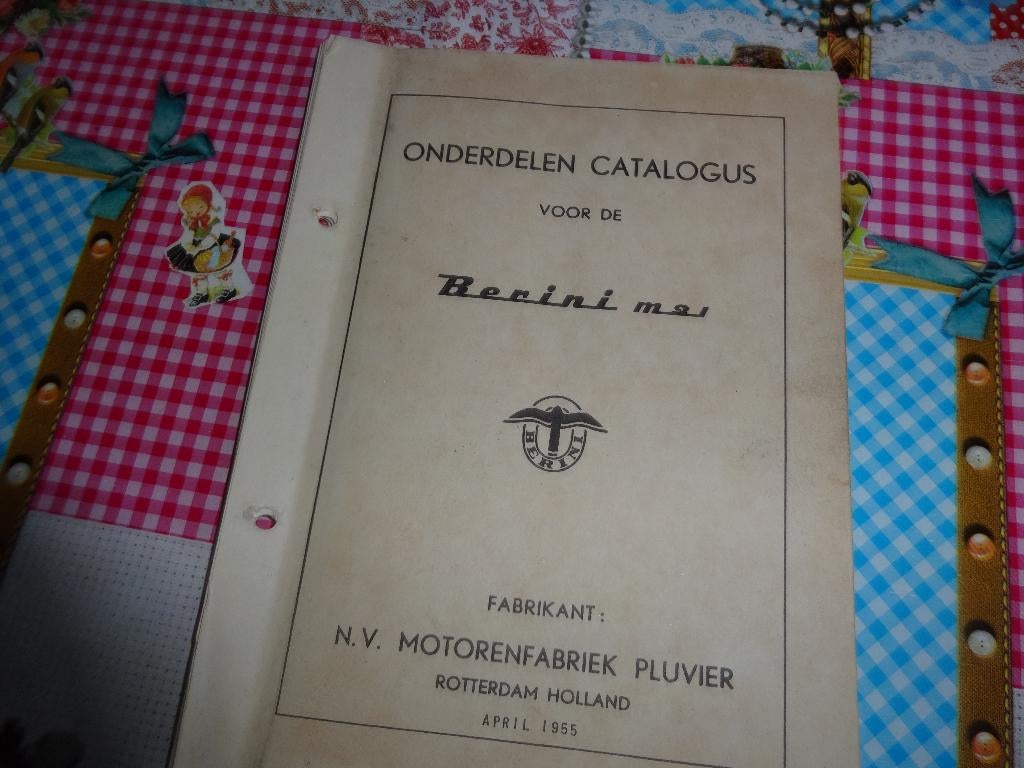 ONDERDELEN CATALOGUS
VOOR DE
Berini m21
BERINI
FABRIKANT:
N.V. MOTORENFABRIEK PLUVIER
ROTTERDAM HOLLAND
APRIL 1955